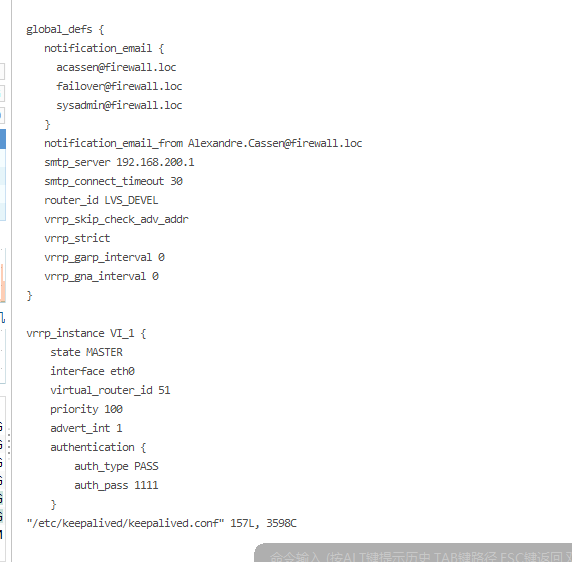 global_defs {
notification_email {
acassen@firewall.loc
failover@firewall.loc
sysadmin@firewall.loc
}
notification_email_from Alexandre.Cassen@firewall.loc
smtp_server 192.168.200.1
smtp_connect_timeout 30
router_id LVS_DEVEL
vrrp_skip_check_adv_addr
vrrp_strict
vrrp_garp_interval 0
vrrp_gna_interval 0
}
vrrp_instance VI_1 {
state MASTER
interface eth0
virtual_router_id 51
priority 100
advert_int 1
authentication {
auth_type PASS
auth_pass 1111
}
"/etc/keepalived/keepalived.conf" 157L, 3598C
命令输入 (按ALT键提示历史,TAB键路径,ESC键返回